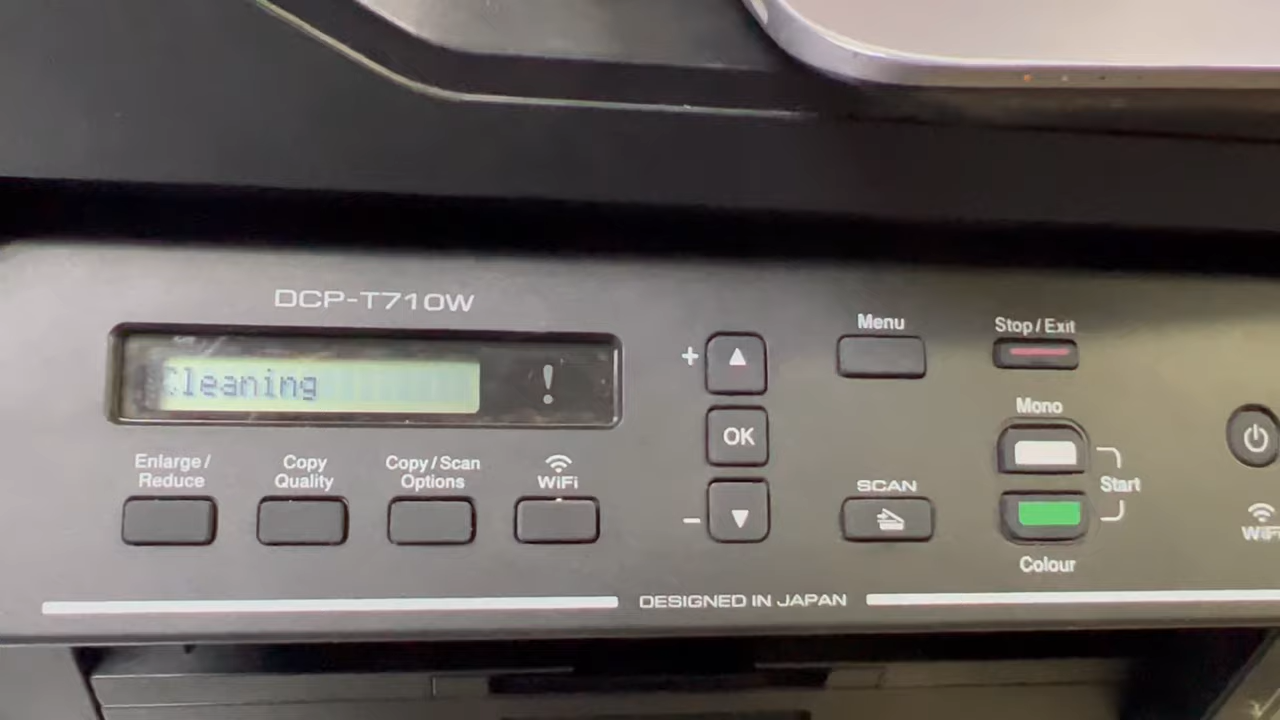 DCP-T710W
Cleaning
!
Enlarge/
Reduce
Copy
Quality
Copy/Scan
Options
WiFi
+
OK
−
Menu
SCAN
Stop/Exit
Mono
Start
Colour
WiFi
DESIGNED IN JAPAN